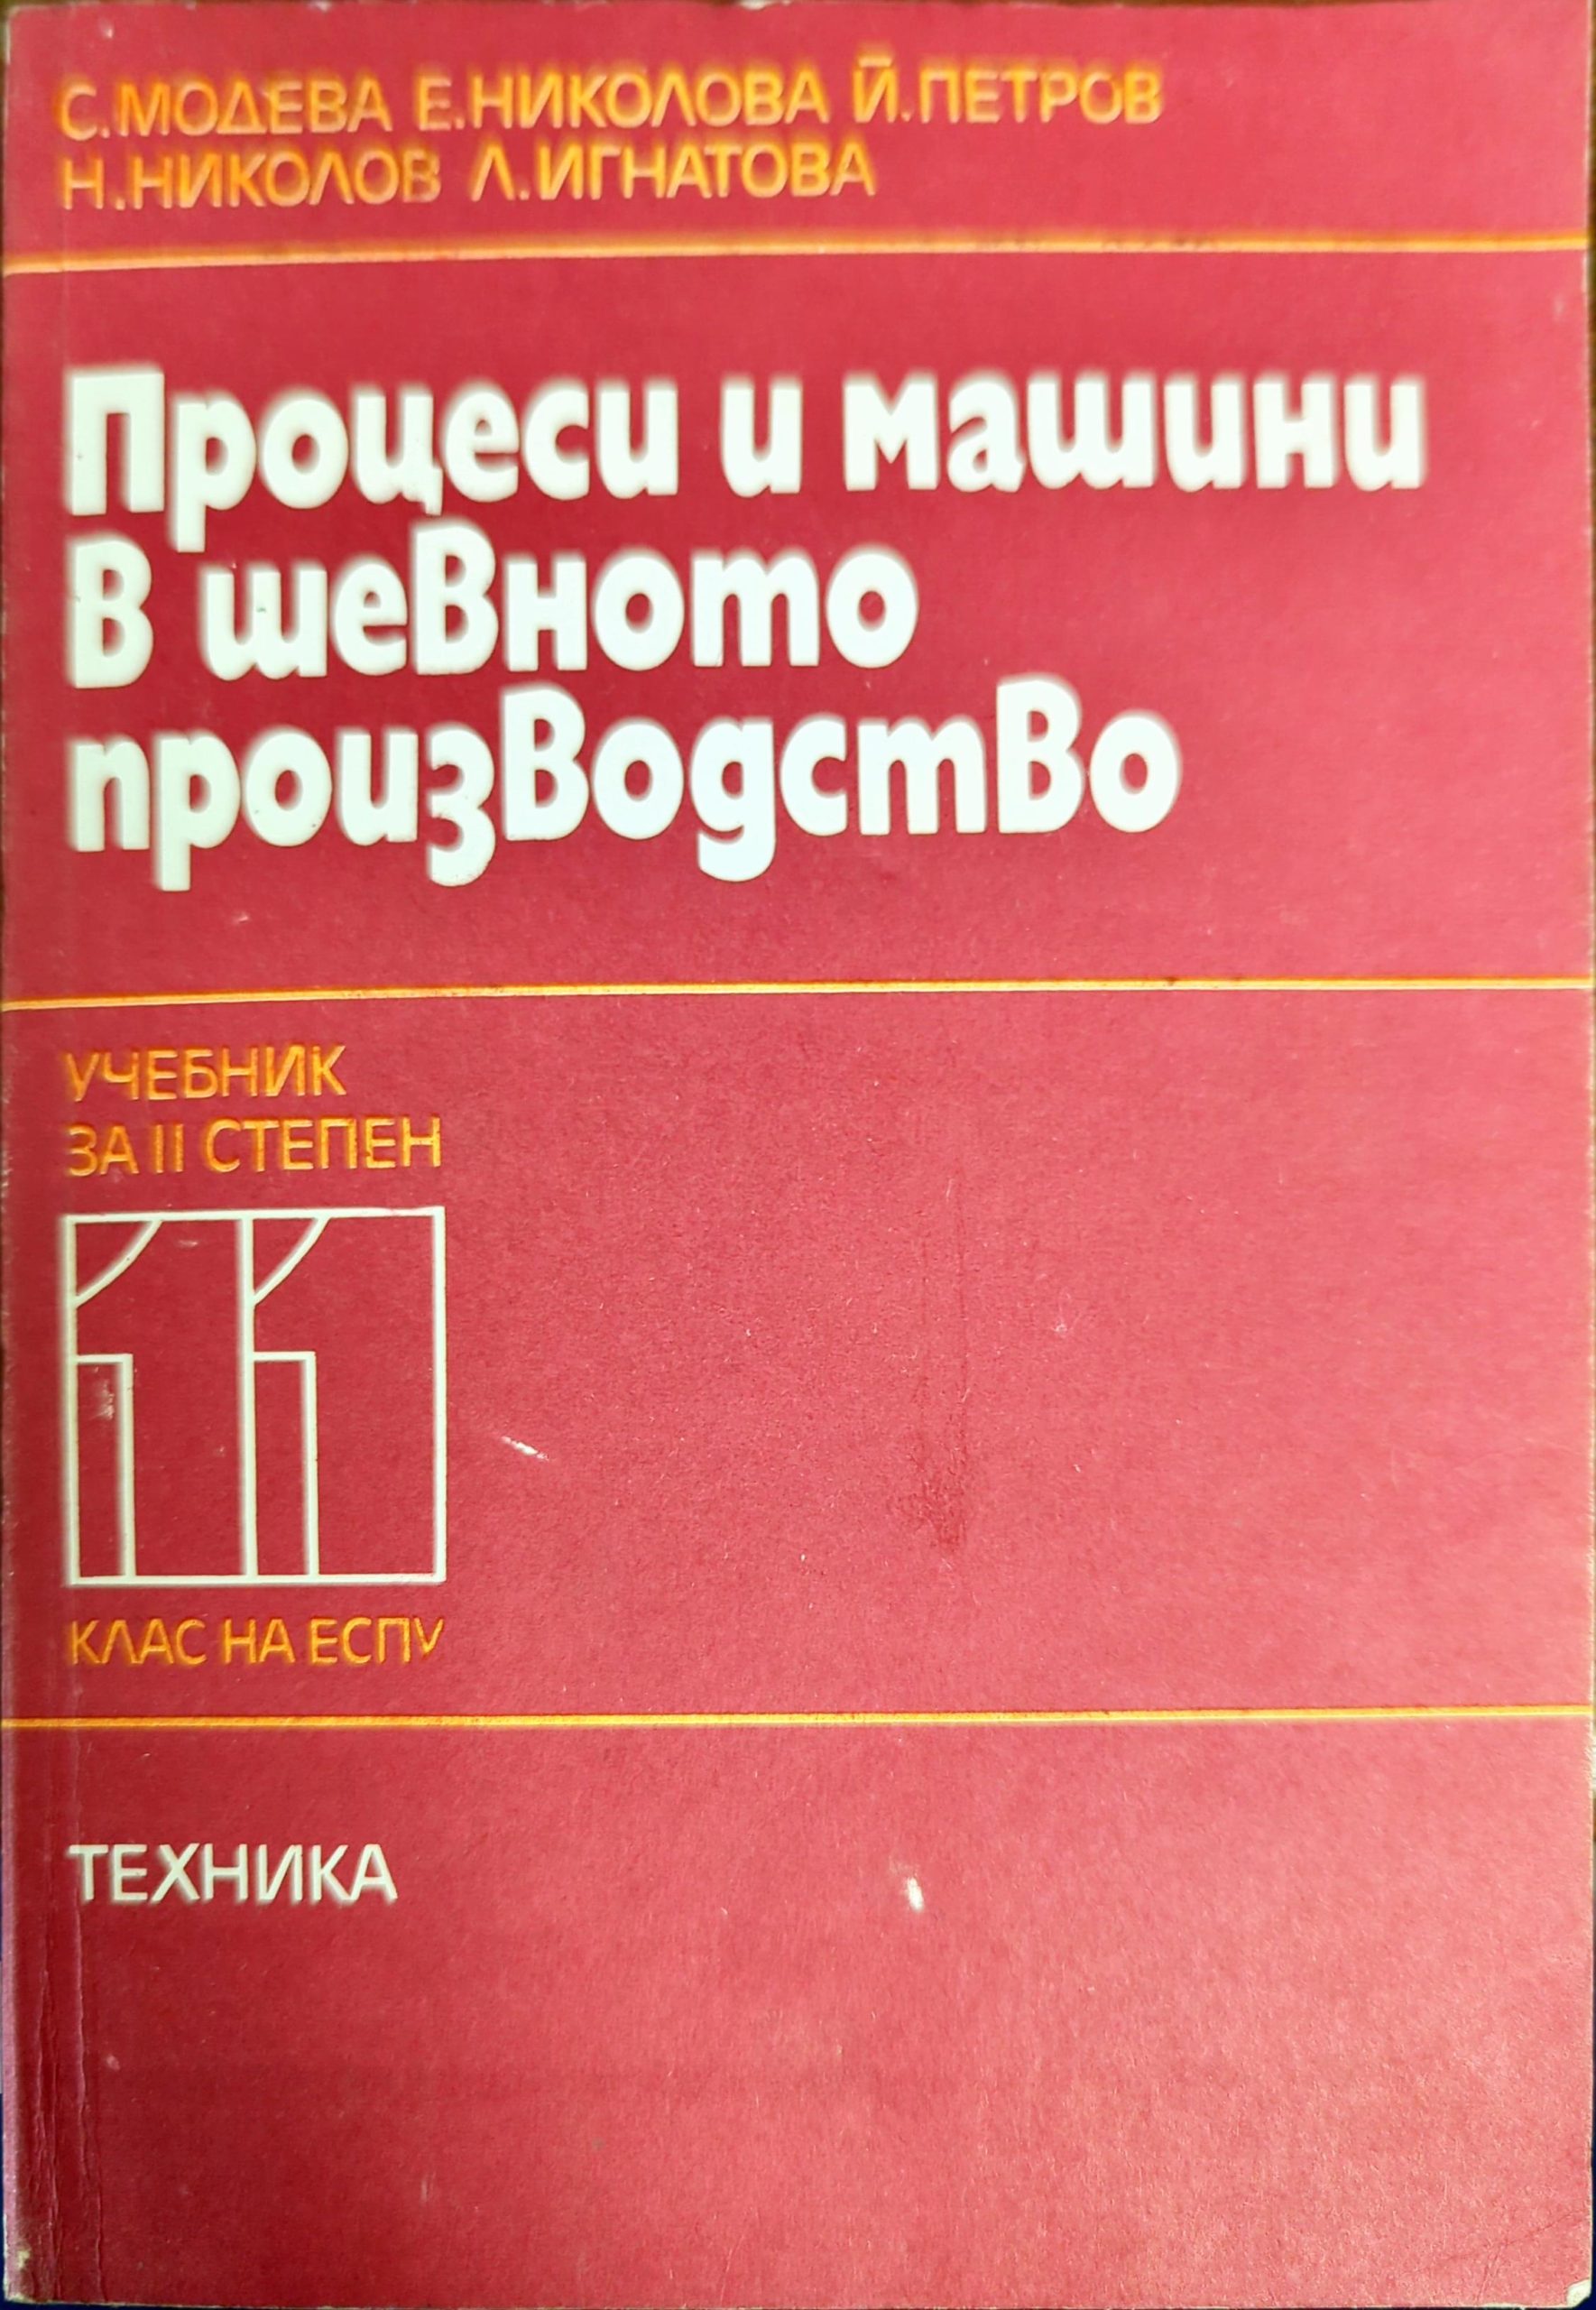 С.МОДЕВА Е.НИКОЛОВА Й.ПЕТРОВ
Н.НИКОЛОВ Л.ИГНАТОВА
Процеси и машини
в шевното
производство
УЧЕБНИК
ЗА II СТЕПЕН
11
КЛАС НА ЕСПУ
ТЕХНИКА